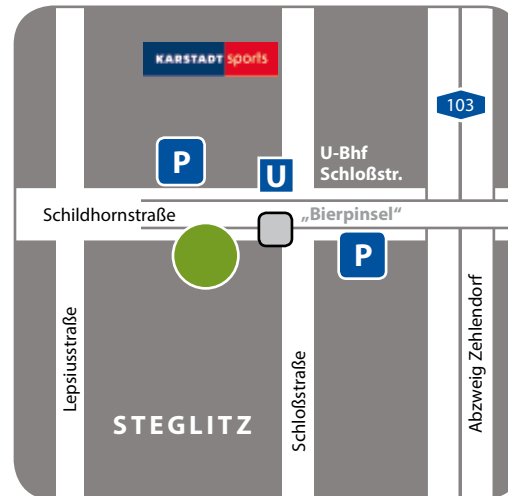 KARSTADT sports
103
P
U
U-Bhf
Schloßstr.
Schildhornstraße
„Bierpinsel“
P
Lepsiusstraße
Schloßstraße
Abzweig Zehlendorf
STEGLITZ